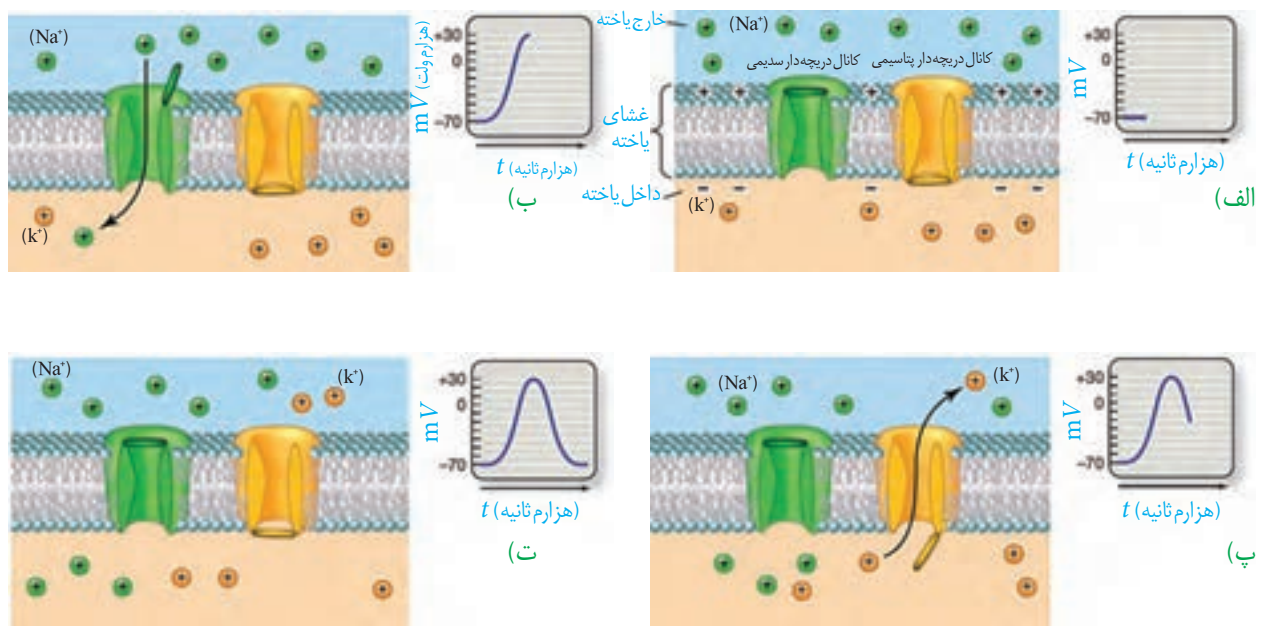 خارج یاخته
(Na⁺)
کانال دریچه‌دار سدیمی
کانال دریچه‌دار پتاسیمی
غشای
یاخته
داخل یاخته
(k⁺)
mV
+30
0
−70
t (هزارم ثانیه)
الف)
(Na⁺)
(k⁺)
mV (هزارم ولت)
+30
0
−70
t (هزارم ثانیه)
ب)
(Na⁺)
(k⁺)
mV
+30
0
−70
t (هزارم ثانیه)
پ)
(Na⁺)
(k⁺)
mV
+30
0
−70
t (هزارم ثانیه)
ت)